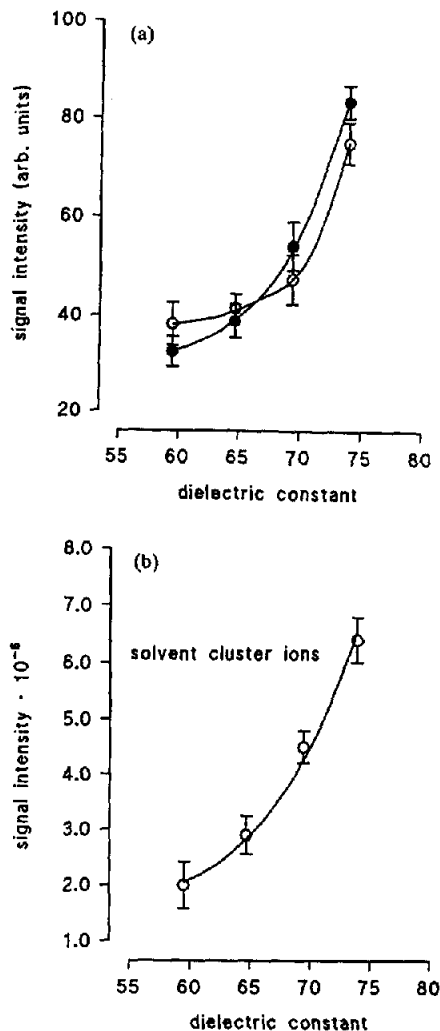 (a)
signal intensity (arb. units)
100
80
60
40
20
55 60 65 70 75 80
dielectric constant
(b)
signal intensity · 10⁻⁶
8.0
7.0
solvent cluster ions
6.0
5.0
4.0
3.0
2.0
1.0
55 60 65 70 75 80
dielectric constant